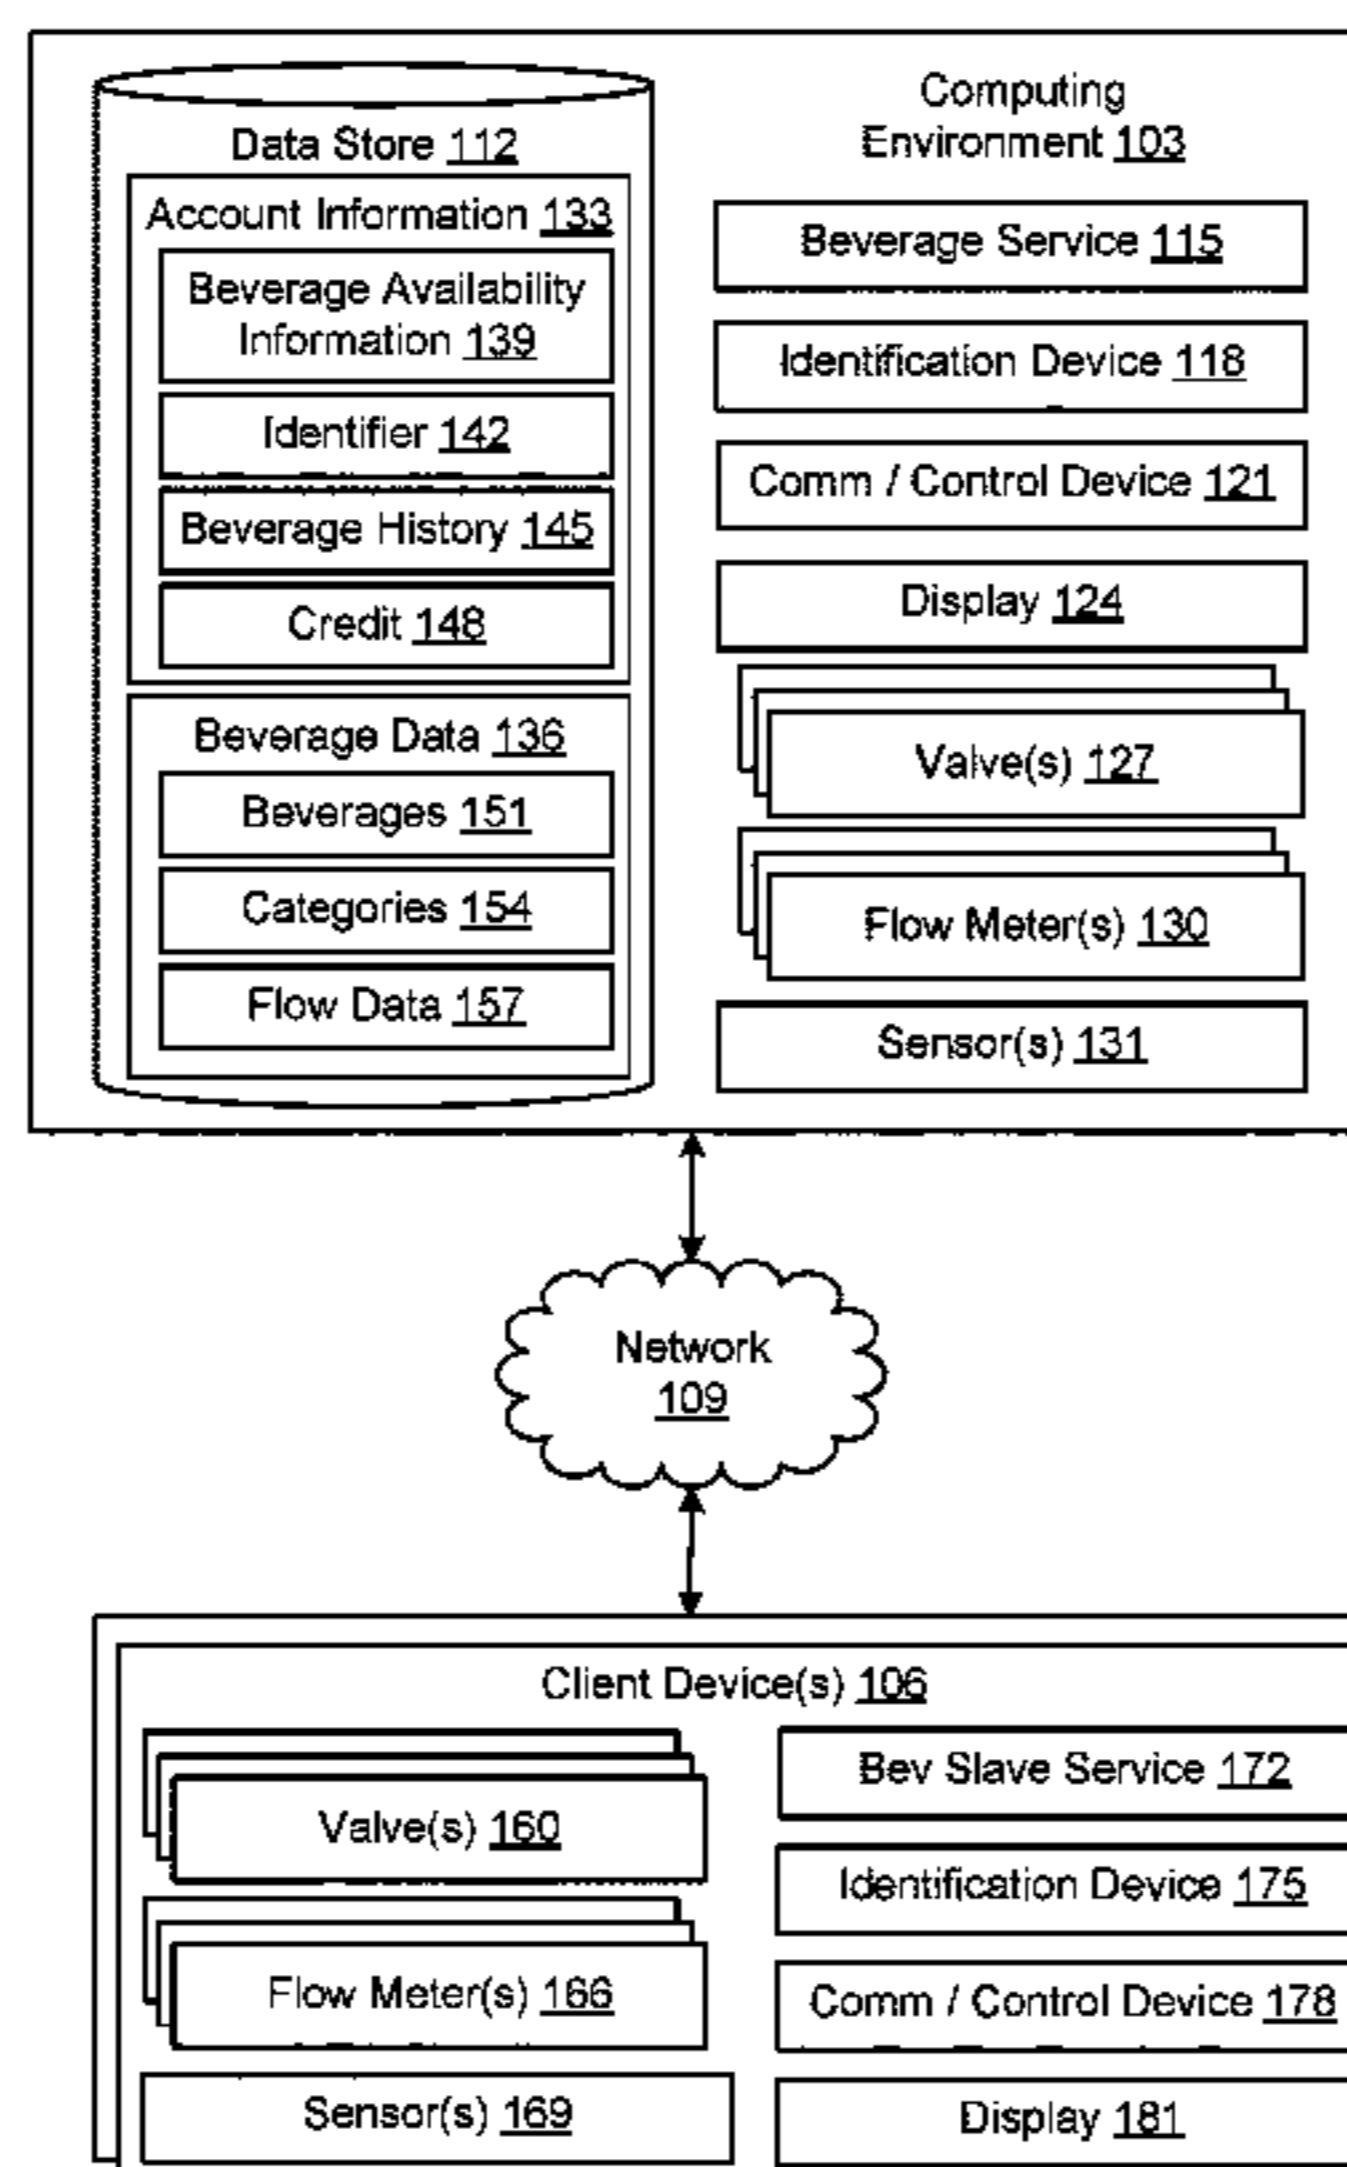 Data Store 112
Account Information 133
Beverage Availability
Information 139
Identifier 142
Beverage History 145
Credit 148
Beverage Data 136
Beverages 151
Categories 154
Flow Data 157
Computing
Environment 103
Beverage Service 115
Identification Device 118
Comm / Control Device 121
Display 124
Valve(s) 127
Flow Meter(s) 130
Sensor(s) 131
Network
109
Client Device(s) 106
Valve(s) 160
Flow Meter(s) 166
Sensor(s) 169
Bev Slave Service 172
Identification Device 175
Comm / Control Device 178
Display 181